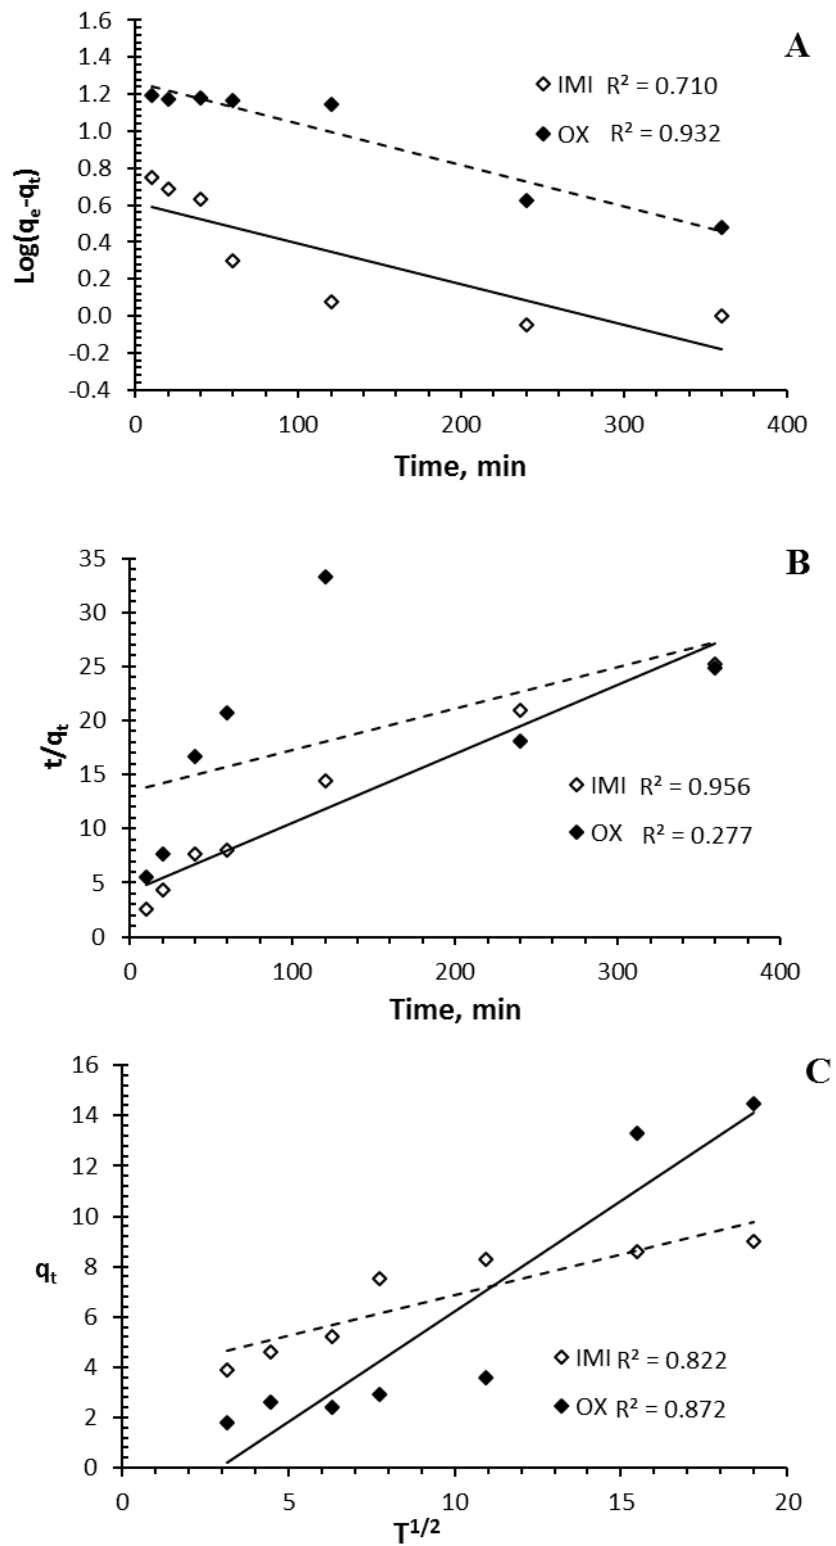 A
1.6
1.4
1.2
1.0
0.8
0.6
0.4
0.2
0.0
-0.2
-0.4
Log(qₑ-qₜ)
IMI R² = 0.710
OX R² = 0.932
0 100 200 300 400
Time, min
B
35
30
25
20
15
10
5
0
t/qₜ
IMI R² = 0.956
OX R² = 0.277
0 100 200 300 400
Time, min
C
16
14
12
10
8
6
4
2
0
qₜ
IMI R² = 0.822
OX R² = 0.872
0 5 10 15 20
T¹/²